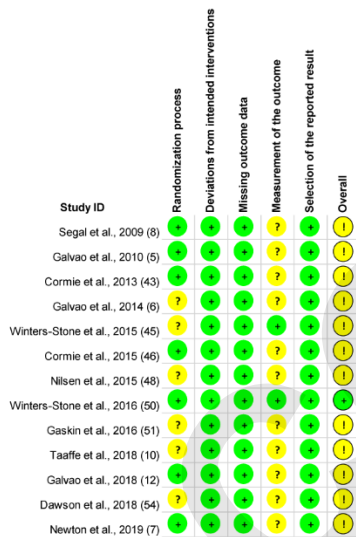 Randomization process
Deviations from intended interventions
Missing outcome data
Measurement of the outcome
Selection of the reported result
Overall
Study ID
Segal et al., 2009 (8) + + + ? + !
Galvao et al., 2010 (5) + + + ? + !
Cormie et al., 2013 (43) + + + ? + !
Galvao et al., 2014 (6) ? + + ? + !
Winters-Stone et al., 2015 (45) ? + + + + !
Cormie et al., 2015 (46) + + + ? + !
Nilsen et al., 2015 (48) ? + + ? + !
Winters-Stone et al., 2016 (50) + + + + + +
Gaskin et al., 2016 (51) ? + + ? + !
Taaffe et al., 2018 (10) ? + + ? + !
Galvao et al., 2018 (12) + + + ? + !
Dawson et al., 2018 (54) ? + + ? + !
Newton et al., 2019 (7) + + + ? + !